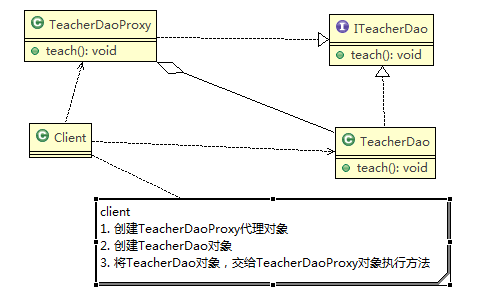 C TeacherDaoProxy
teach(): void
I ITeacherDao
teach(): void
C Client
C TeacherDao
teach(): void
client
1. 创建TeacherDaoProxy代理对象
2. 创建TeacherDao对象
3. 将TeacherDao对象，交给TeacherDaoProxy对象执行方法